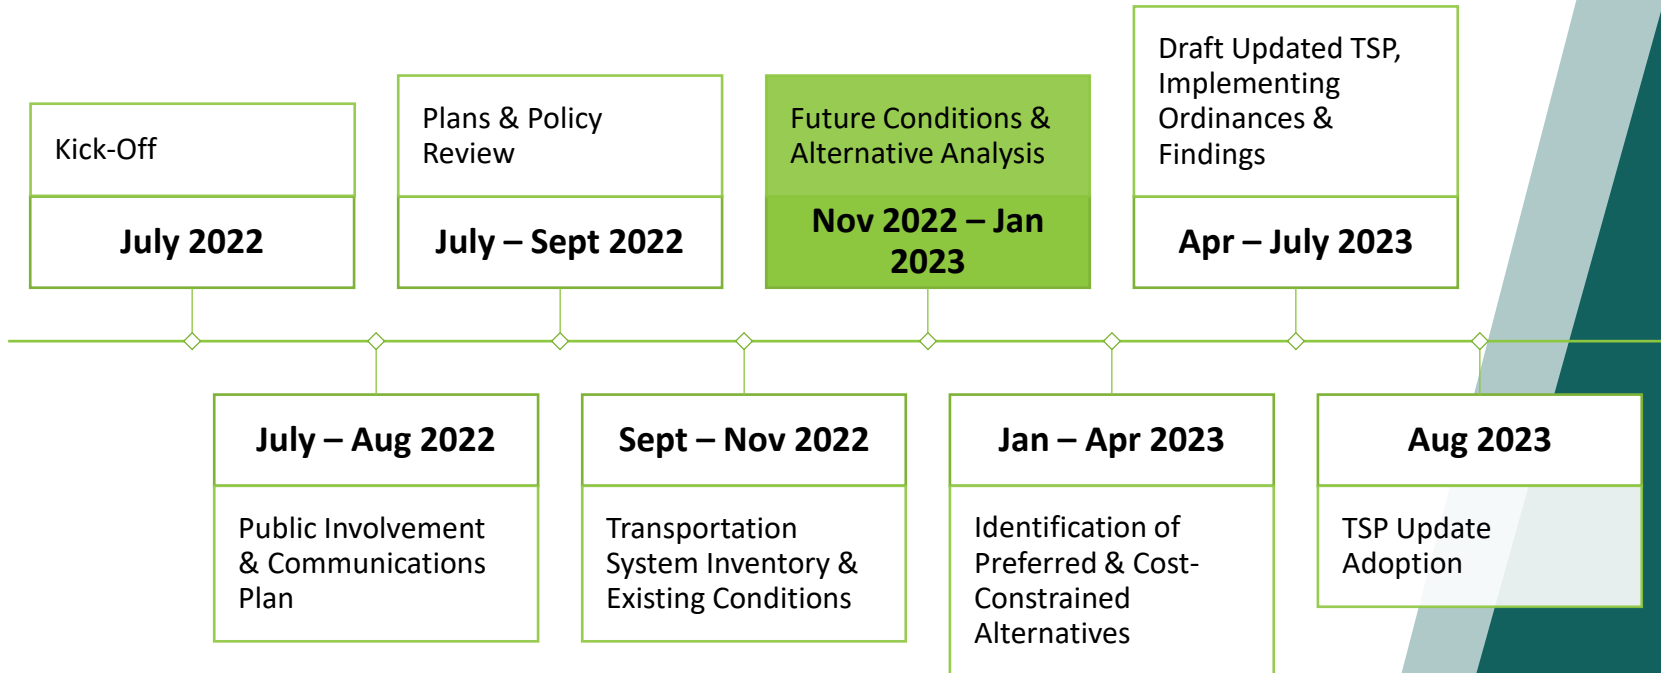 Kick-Off
July 2022
Plans & Policy
Review
July – Sept 2022
Future Conditions &
Alternative Analysis
Nov 2022 – Jan
2023
Draft Updated TSP,
Implementing
Ordinances &
Findings
Apr – July 2023
July – Aug 2022
Public Involvement
& Communications
Plan
Sept – Nov 2022
Transportation
System Inventory &
Existing Conditions
Jan – Apr 2023
Identification of
Preferred & Cost-
Constrained
Alternatives
Aug 2023
TSP Update
Adoption